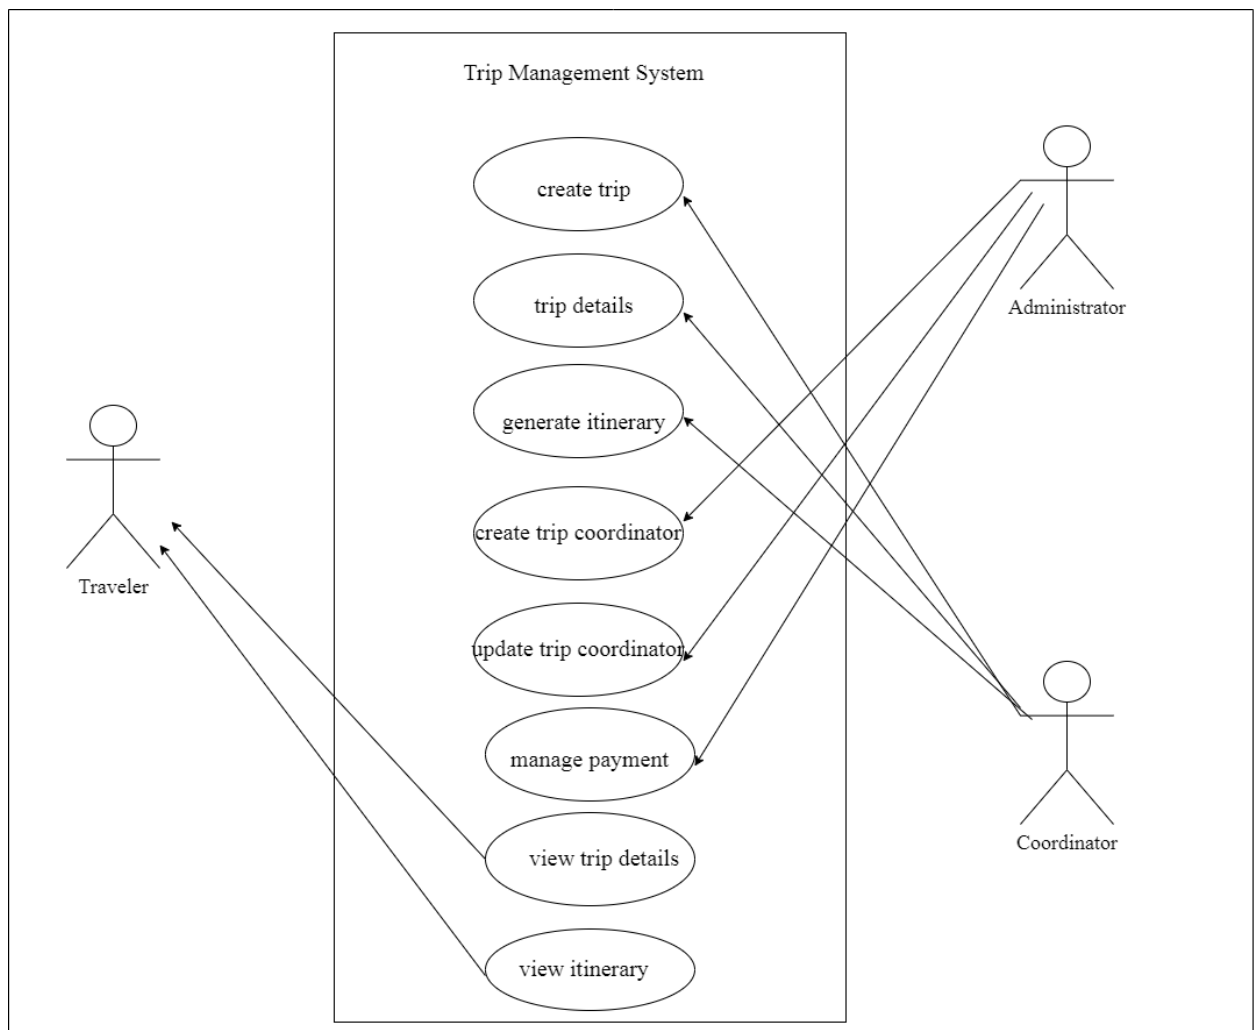 Trip Management System
create trip
trip details
Administrator
generate itinerary
create trip coordinator
Traveler
update trip coordinator
manage payment
Coordinator
view trip details
view itinerary